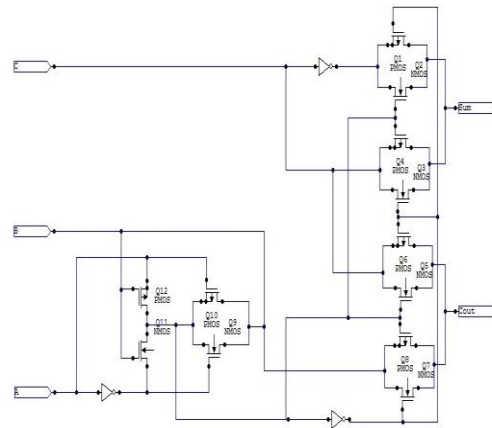 C
Q1
PMOS
Q2
NMOS
Sum
Q4
PMOS
Q3
NMOS
B
Q12
PMOS
Q11
NMOS
Q10
PMOS
Q9
NMOS
Q6
PMOS
Q5
NMOS
Cout
Q8
PMOS
Q7
NMOS
A